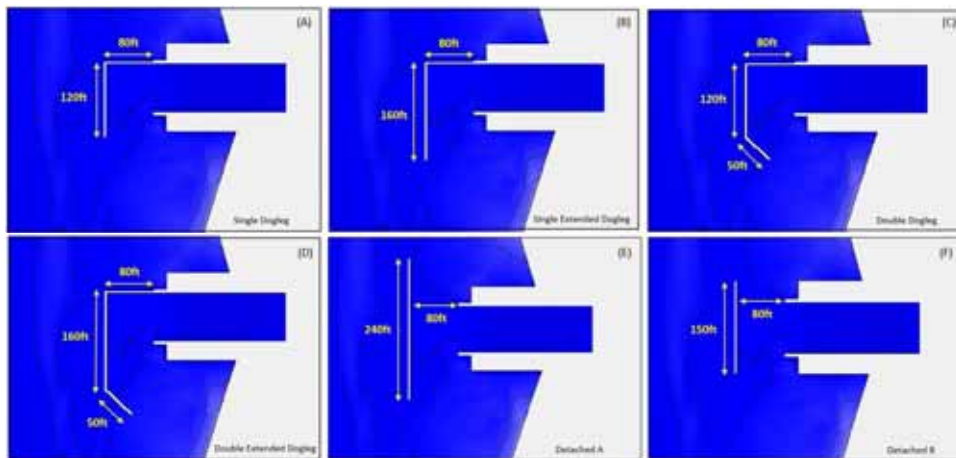 (A)
80ft
120ft
Single Dogleg
(B)
80ft
160ft
Single Extended Dogleg
(C)
80ft
120ft
50ft
Double Dogleg
(D)
80ft
160ft
50ft
Double Extended Dogleg
(E)
80ft
240ft
Detached A
(F)
80ft
150ft
Detached B